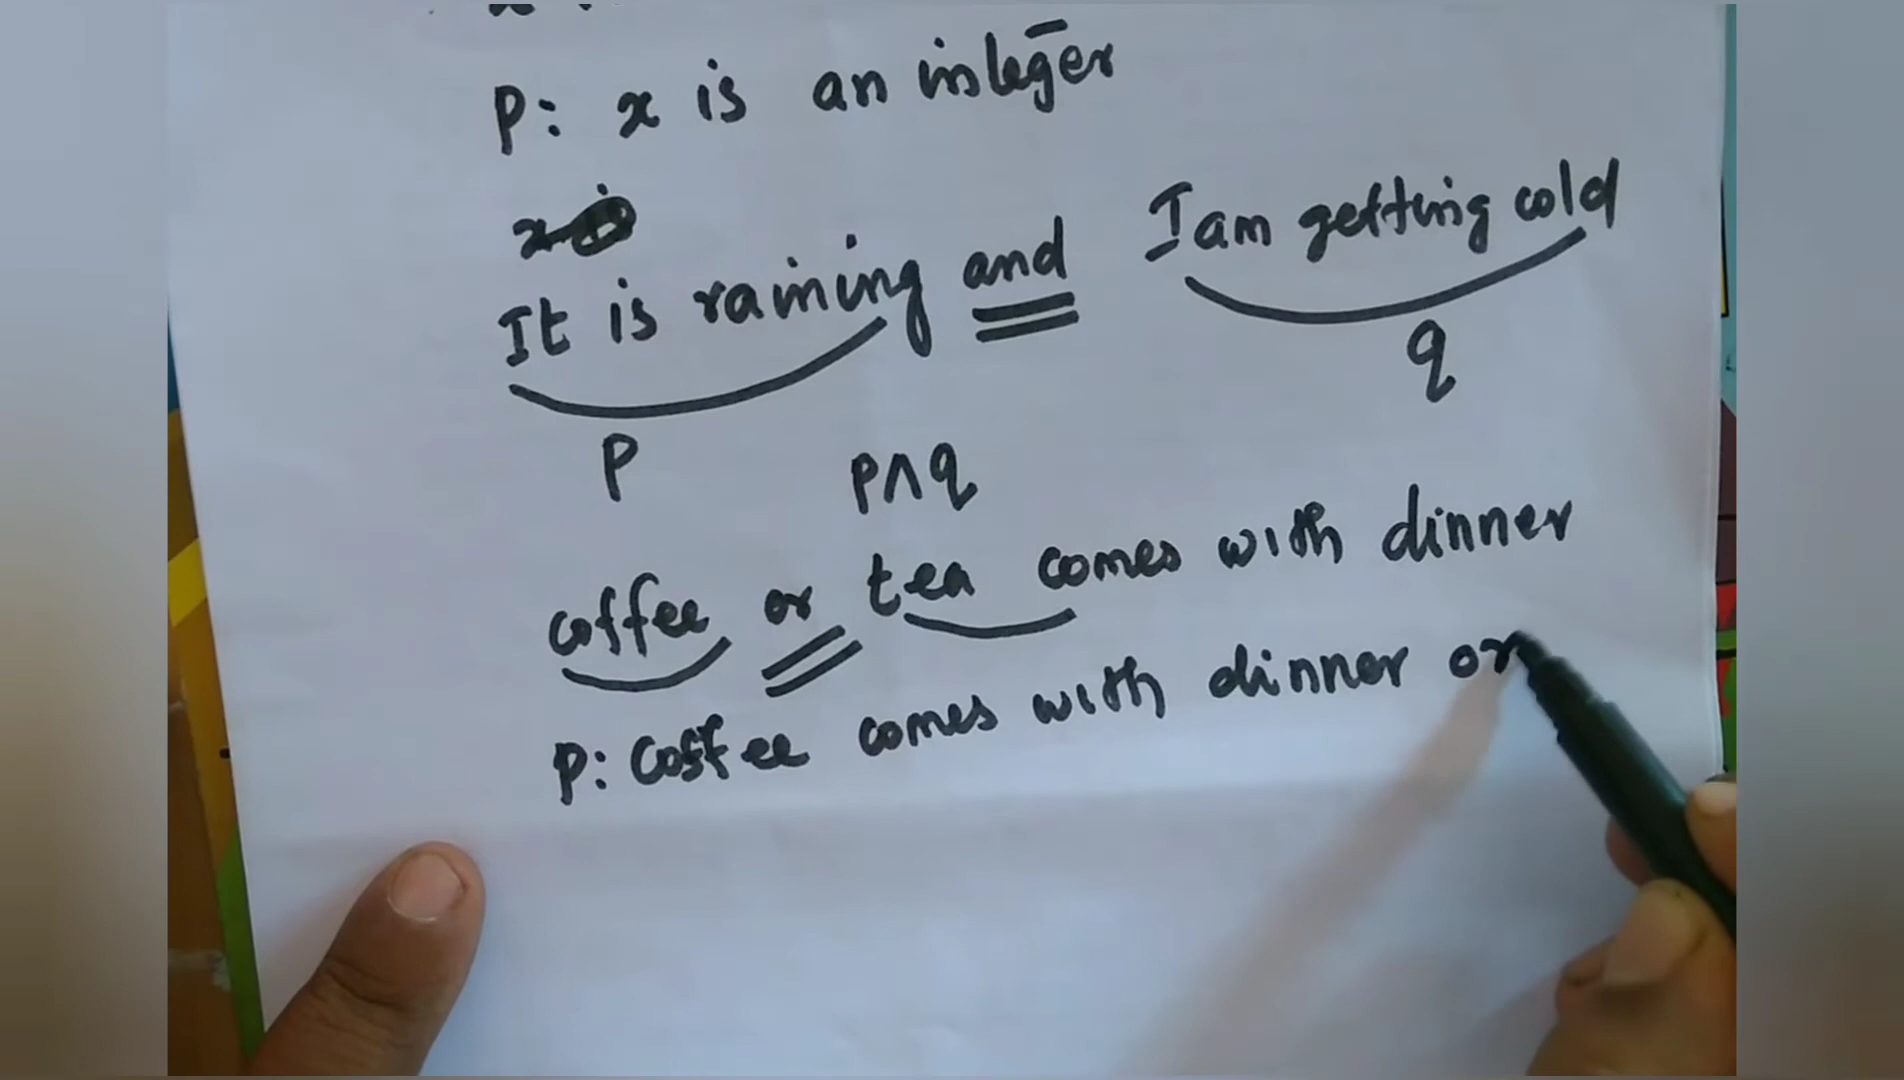 P: x is an integer
It is raining and I am getting cold
P
q
p∧q
coffee or tea comes with dinner
P: Coffee comes with dinner or